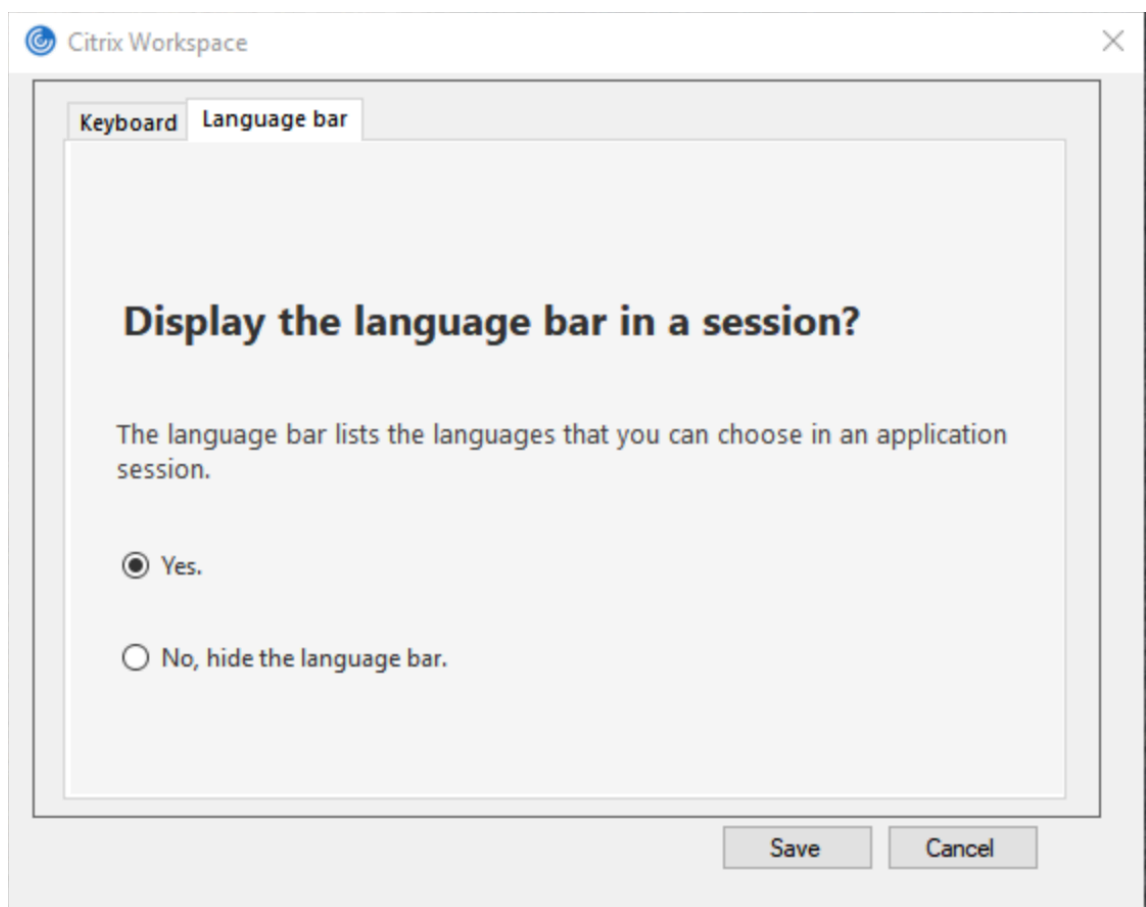 Citrix Workspace
Keyboard
Language bar
Display the language bar in a session?
The language bar lists the languages that you can choose in an application
session.
Yes.
No, hide the language bar.
Save
Cancel